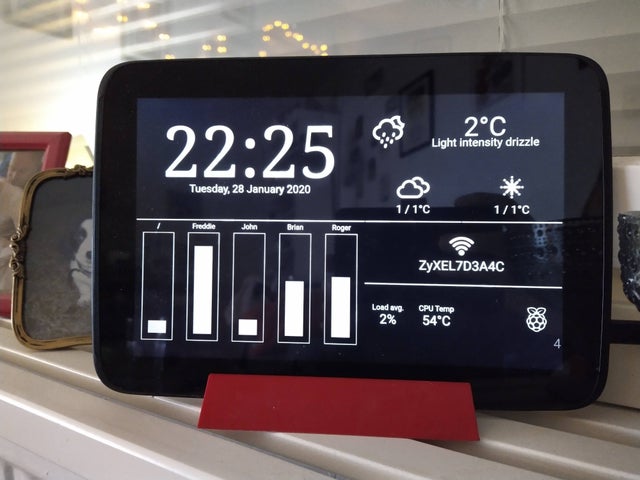 22:25
Tuesday, 28 January 2020
2°C
Light intensity drizzle
1 / 1°C
1 / 1°C
/
Freddie
John
Brian
Roger
ZyXEL7D3A4C
Load avg.
2%
CPU Temp
54°C
4